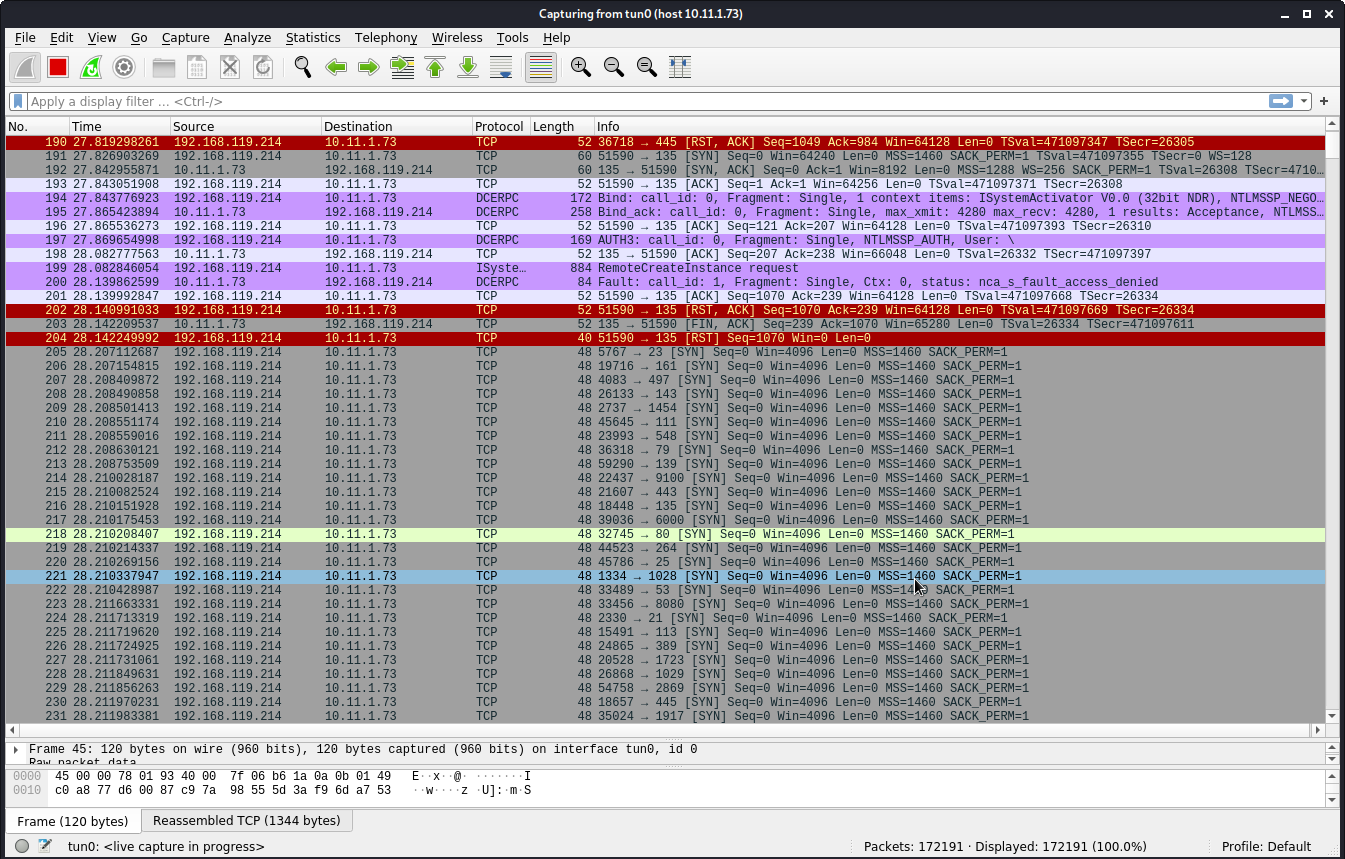 Capturing from tun0 (host 10.11.1.73)
File Edit View Go Capture Analyze Statistics Telephony Wireless Tools Help
Apply a display filter ... <Ctrl-/>
No. Time Source Destination Protocol Length Info
190 27.819298261 192.168.119.214 10.11.1.73 TCP 52 36718 → 445 [RST, ACK] Seq=1049 Ack=984 Win=64128 Len=0 TSval=471097347 TSecr=26305
191 27.826903269 192.168.119.214 10.11.1.73 TCP 60 51590 → 135 [SYN] Seq=0 Win=64240 Len=0 MSS=1460 SACK_PERM=1 TSval=471097355 TSecr=0 WS=128
192 27.842955871 10.11.1.73 192.168.119.214 TCP 60 135 → 51590 [SYN, ACK] Seq=0 Ack=1 Win=8192 Len=0 MSS=1288 WS=256 SACK_PERM=1 TSval=26308 TSecr=4710…
193 27.843051908 192.168.119.214 10.11.1.73 TCP 52 51590 → 135 [ACK] Seq=1 Ack=1 Win=64256 Len=0 TSval=471097371 TSecr=26308
194 27.843776923 192.168.119.214 10.11.1.73 DCERPC 172 Bind: call_id: 0, Fragment: Single, 1 context items: ISystemActivator V0.0 (32bit NDR), NTLMSSP_NEGO…
195 27.865423894 10.11.1.73 192.168.119.214 DCERPC 258 Bind_ack: call_id: 0, Fragment: Single, max_xmit: 4280 max_recv: 4280, 1 results: Acceptance, NTLMSS…
196 27.865536273 192.168.119.214 10.11.1.73 TCP 52 51590 → 135 [ACK] Seq=121 Ack=207 Win=64128 Len=0 TSval=471097393 TSecr=26310
197 27.869654998 192.168.119.214 10.11.1.73 DCERPC 169 AUTH3: call_id: 0, Fragment: Single, NTLMSSP_AUTH, User: \
198 28.082777563 10.11.1.73 192.168.119.214 TCP 52 135 → 51590 [ACK] Seq=207 Ack=238 Win=66048 Len=0 TSval=26332 TSecr=471097397
199 28.082846054 192.168.119.214 10.11.1.73 ISyste… 884 RemoteCreateInstance request
200 28.139862599 10.11.1.73 192.168.119.214 DCERPC 84 Fault: call_id: 1, Fragment: Single, Ctx: 0, status: nca_s_fault_access_denied
201 28.139992847 192.168.119.214 10.11.1.73 TCP 52 51590 → 135 [ACK] Seq=1070 Ack=239 Win=64128 Len=0 TSval=471097668 TSecr=26334
202 28.140991033 192.168.119.214 10.11.1.73 TCP 52 51590 → 135 [RST, ACK] Seq=1070 Ack=239 Win=64128 Len=0 TSval=471097669 TSecr=26334
203 28.142209537 10.11.1.73 192.168.119.214 TCP 52 135 → 51590 [FIN, ACK] Seq=239 Ack=1070 Win=65280 Len=0 TSval=26334 TSecr=471097611
204 28.142249992 192.168.119.214 10.11.1.73 TCP 40 51590 → 135 [RST] Seq=1070 Win=0 Len=0
205 28.207112687 192.168.119.214 10.11.1.73 TCP 48 5767 → 23 [SYN] Seq=0 Win=4096 Len=0 MSS=1460 SACK_PERM=1
206 28.207154815 192.168.119.214 10.11.1.73 TCP 48 19716 → 161 [SYN] Seq=0 Win=4096 Len=0 MSS=1460 SACK_PERM=1
207 28.208409872 192.168.119.214 10.11.1.73 TCP 48 4083 → 497 [SYN] Seq=0 Win=4096 Len=0 MSS=1460 SACK_PERM=1
208 28.208490858 192.168.119.214 10.11.1.73 TCP 48 26133 → 143 [SYN] Seq=0 Win=4096 Len=0 MSS=1460 SACK_PERM=1
209 28.208501413 192.168.119.214 10.11.1.73 TCP 48 2737 → 1454 [SYN] Seq=0 Win=4096 Len=0 MSS=1460 SACK_PERM=1
210 28.208551174 192.168.119.214 10.11.1.73 TCP 48 45645 → 111 [SYN] Seq=0 Win=4096 Len=0 MSS=1460 SACK_PERM=1
211 28.208559016 192.168.119.214 10.11.1.73 TCP 48 23993 → 548 [SYN] Seq=0 Win=4096 Len=0 MSS=1460 SACK_PERM=1
212 28.208630121 192.168.119.214 10.11.1.73 TCP 48 36318 → 79 [SYN] Seq=0 Win=4096 Len=0 MSS=1460 SACK_PERM=1
213 28.208753509 192.168.119.214 10.11.1.73 TCP 48 59290 → 139 [SYN] Seq=0 Win=4096 Len=0 MSS=1460 SACK_PERM=1
214 28.210028187 192.168.119.214 10.11.1.73 TCP 48 22437 → 9100 [SYN] Seq=0 Win=4096 Len=0 MSS=1460 SACK_PERM=1
215 28.210082524 192.168.119.214 10.11.1.73 TCP 48 21607 → 443 [SYN] Seq=0 Win=4096 Len=0 MSS=1460 SACK_PERM=1
216 28.210151928 192.168.119.214 10.11.1.73 TCP 48 18448 → 135 [SYN] Seq=0 Win=4096 Len=0 MSS=1460 SACK_PERM=1
217 28.210175453 192.168.119.214 10.11.1.73 TCP 48 39036 → 6000 [SYN] Seq=0 Win=4096 Len=0 MSS=1460 SACK_PERM=1
218 28.210208407 192.168.119.214 10.11.1.73 TCP 48 32745 → 80 [SYN] Seq=0 Win=4096 Len=0 MSS=1460 SACK_PERM=1
219 28.210214337 192.168.119.214 10.11.1.73 TCP 48 44523 → 264 [SYN] Seq=0 Win=4096 Len=0 MSS=1460 SACK_PERM=1
220 28.210269156 192.168.119.214 10.11.1.73 TCP 48 45786 → 25 [SYN] Seq=0 Win=4096 Len=0 MSS=1460 SACK_PERM=1
221 28.210337947 192.168.119.214 10.11.1.73 TCP 48 1334 → 1028 [SYN] Seq=0 Win=4096 Len=0 MSS=1460 SACK_PERM=1
222 28.210428987 192.168.119.214 10.11.1.73 TCP 48 33489 → 53 [SYN] Seq=0 Win=4096 Len=0 MSS=1460 SACK_PERM=1
223 28.211663331 192.168.119.214 10.11.1.73 TCP 48 33456 → 8080 [SYN] Seq=0 Win=4096 Len=0 MSS=1460 SACK_PERM=1
224 28.211713319 192.168.119.214 10.11.1.73 TCP 48 2330 → 21 [SYN] Seq=0 Win=4096 Len=0 MSS=1460 SACK_PERM=1
225 28.211719620 192.168.119.214 10.11.1.73 TCP 48 15491 → 113 [SYN] Seq=0 Win=4096 Len=0 MSS=1460 SACK_PERM=1
226 28.211724925 192.168.119.214 10.11.1.73 TCP 48 24865 → 389 [SYN] Seq=0 Win=4096 Len=0 MSS=1460 SACK_PERM=1
227 28.211731061 192.168.119.214 10.11.1.73 TCP 48 20528 → 1723 [SYN] Seq=0 Win=4096 Len=0 MSS=1460 SACK_PERM=1
228 28.211849631 192.168.119.214 10.11.1.73 TCP 48 26868 → 1029 [SYN] Seq=0 Win=4096 Len=0 MSS=1460 SACK_PERM=1
229 28.211856263 192.168.119.214 10.11.1.73 TCP 48 54758 → 2869 [SYN] Seq=0 Win=4096 Len=0 MSS=1460 SACK_PERM=1
230 28.211970231 192.168.119.214 10.11.1.73 TCP 48 18657 → 445 [SYN] Seq=0 Win=4096 Len=0 MSS=1460 SACK_PERM=1
231 28.211983381 192.168.119.214 10.11.1.73 TCP 48 35024 → 1917 [SYN] Seq=0 Win=4096 Len=0 MSS=1460 SACK_PERM=1
Frame 45: 120 bytes on wire (960 bits), 120 bytes captured (960 bits) on interface tun0, id 0
Raw packet data
0000 45 00 00 78 01 93 40 00 7f 06 b6 1a 0a 0b 01 49 E··x··@· ·······I
0010 c0 a8 77 d6 00 87 c9 7a 98 55 5d 3a f9 6d a7 53 ··w····z ·U]:·m·S
Frame (120 bytes) Reassembled TCP (1344 bytes)
tun0: <live capture in progress> Packets: 172191 · Displayed: 172191 (100.0%) Profile: Default